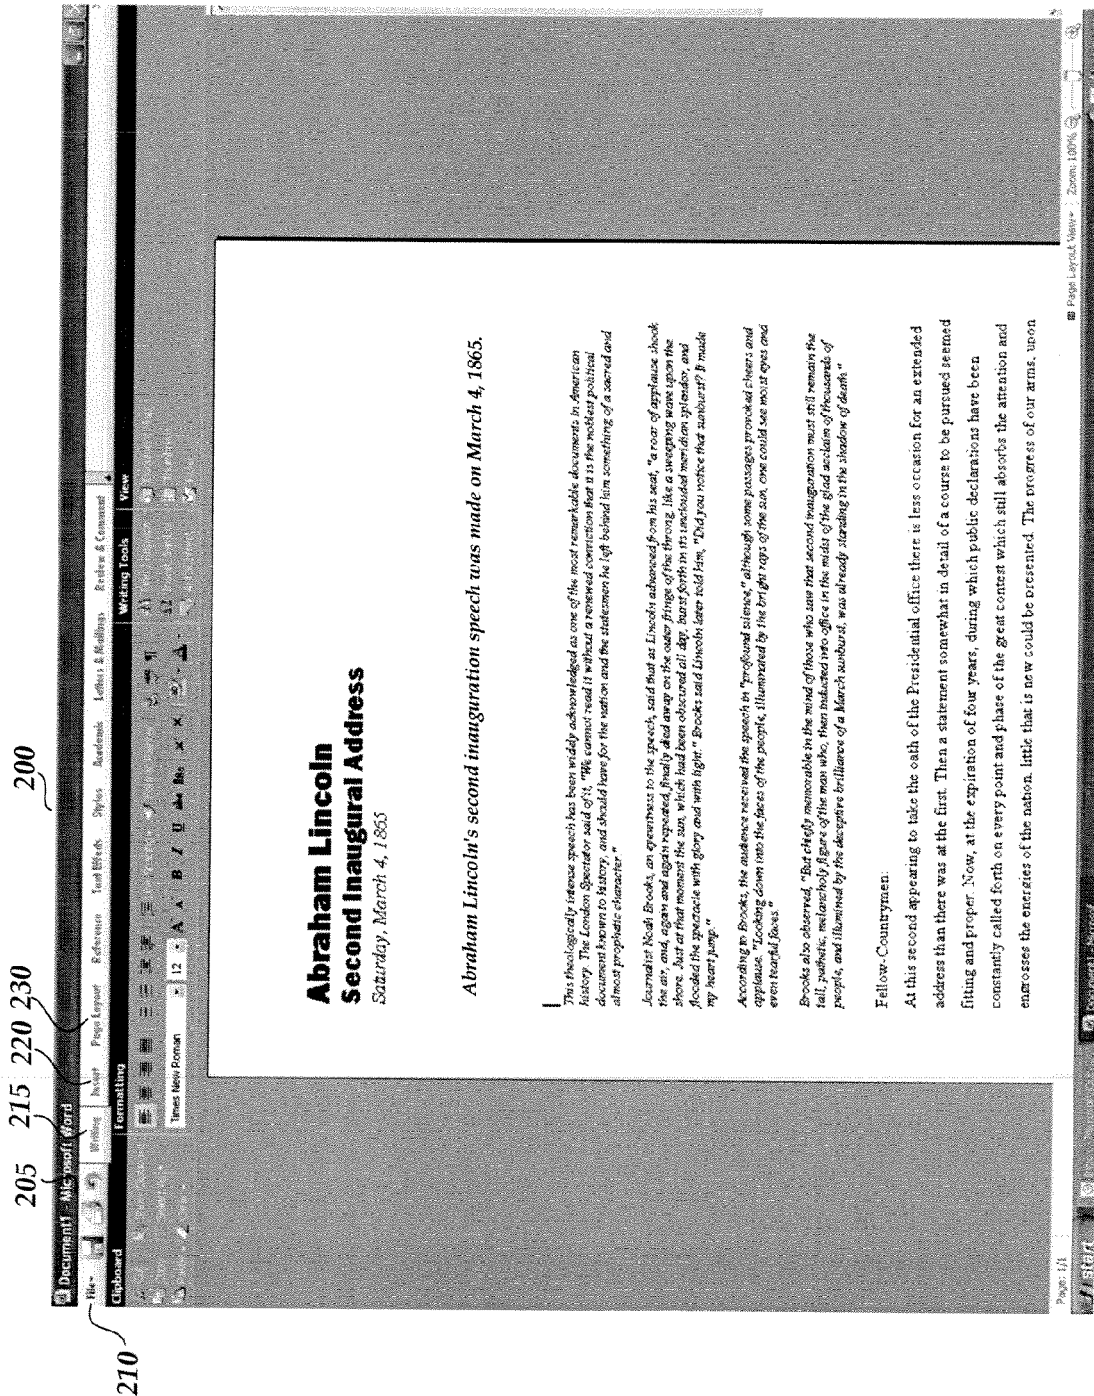 200
205
215
220
230
210
Document1 - Microsoft Word
File
Writing
Insert
Page Layout
Reference
Text Effects
Styles
Academic
Letters & Mailings
Review & Comment
Clipboard
Formatting
Writing Tools
View
Times New Roman
12
A A B I U abc
Abraham Lincoln
Second Inaugural Address
Saturday, March 4, 1865
Abraham Lincoln's second inauguration speech was made on March 4, 1865.
This theologically intense speech has been widely acknowledged as one of the most remarkable documents in American
history. The London Spectator said of it, "We cannot read it without a renewed conviction that it is the noblest political
document known to history, and should have for the nation and the statesmen he left behind him something of a sacred and
almost prophetic character."
Journalist Noah Brooks, an eyewitness to the speech, said that as Lincoln advanced from his seat, "a roar of applause shook
the air, and, again and again repeated, finally died away on the outer fringe of the throng, like a sweeping wave upon the
shore. Just at that moment the sun, which had been obscured all day, burst forth in its unclouded meridian splendor, and
flooded the spectacle with glory and with light." Brooks said Lincoln later told him, "Did you notice that sunburst? It made
my heart jump."
According to Brooks, the audience received the speech in "profound silence," although some passages provoked cheers and
applause. "Looking down into the faces of the people, illuminated by the bright rays of the sun, one could see moist eyes and
even tearful faces."
Brooks also observed, "But chiefly memorable in the mind of those who saw that second inauguration must still remain the
tall, pathetic, melancholy figure of the man who, then inducted into office in the midst of the glad acclaim of thousands of
people, and illumined by the deceptive brilliance of a March sunburst, was already standing in the shadow of death"
Fellow-Countrymen:
At this second appearing to take the oath of the Presidential office there is less occasion for an extended
address than there was at the first. Then a statement somewhat in detail of a course to be pursued seemed
fitting and proper. Now, at the expiration of four years, during which public declarations have been
constantly called forth on every point and phase of the great contest which still absorbs the attention and
engrosses the energies of the nation, little that is new could be presented. The progress of our arms, upon
Page: 1/1
Page Layout View
Zoom: 100%
start